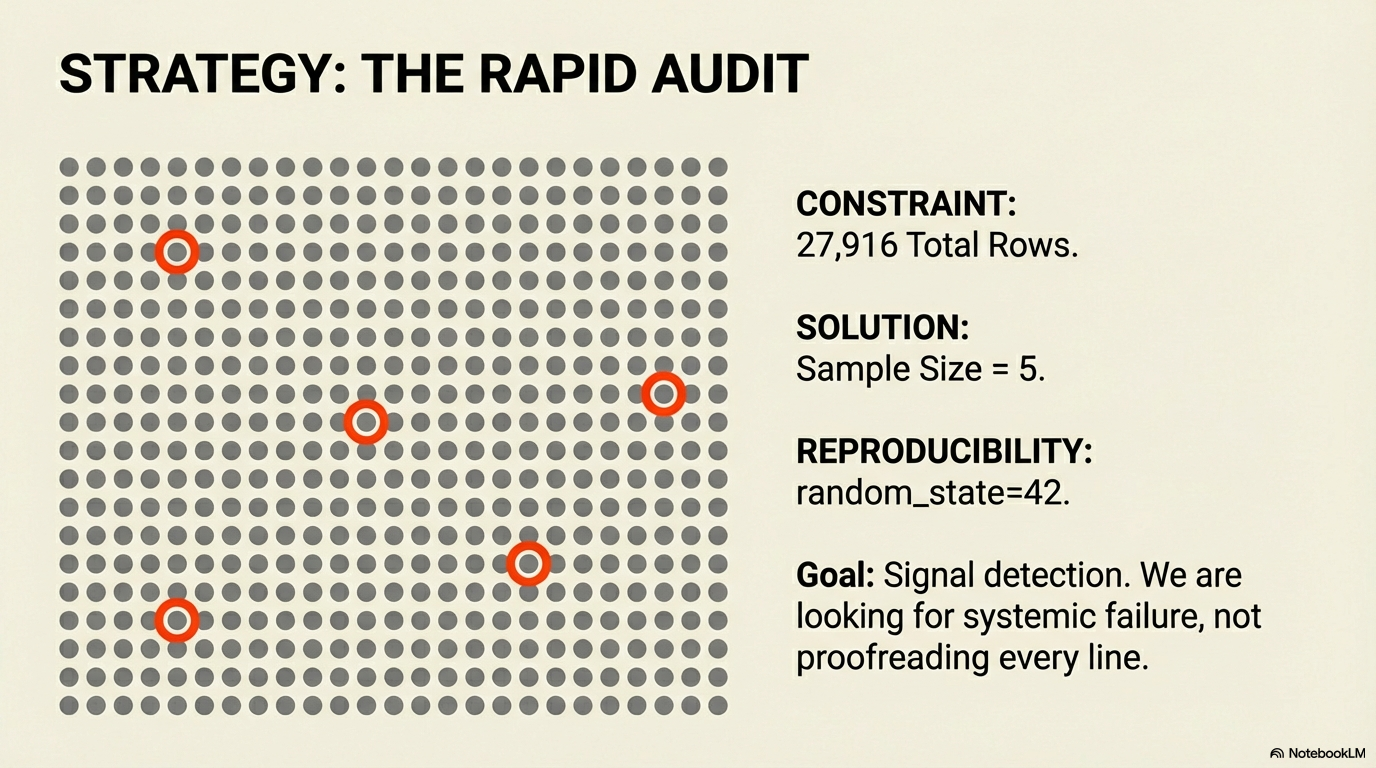 STRATEGY: THE RAPID AUDIT
CONSTRAINT:
27,916 Total Rows.
SOLUTION:
Sample Size = 5.
REPRODUCIBILITY:
random_state=42.
Goal: Signal detection. We are
looking for systemic failure, not
proofreading every line.
NotebookLM